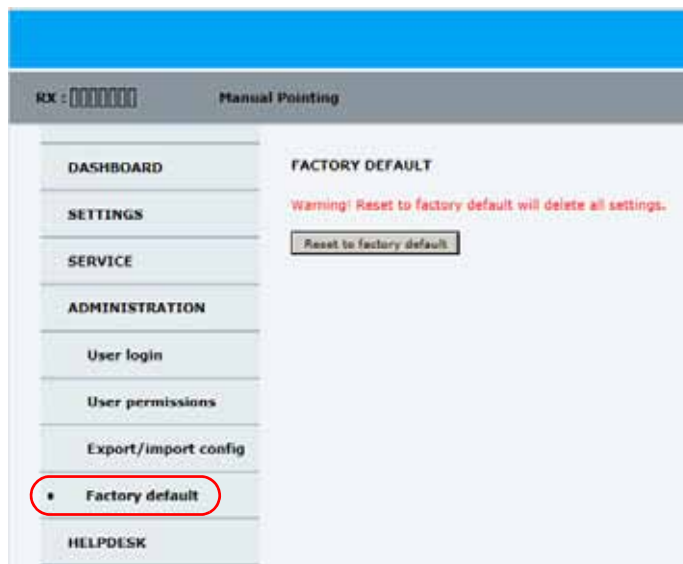 RX : ▯▯▯▯▯▯▯ Manual Pointing
DASHBOARD
SETTINGS
SERVICE
ADMINISTRATION
User login
User permissions
Export/import config
• Factory default
HELPDESK
FACTORY DEFAULT
Warning! Reset to factory default will delete all settings.
Reset to factory default